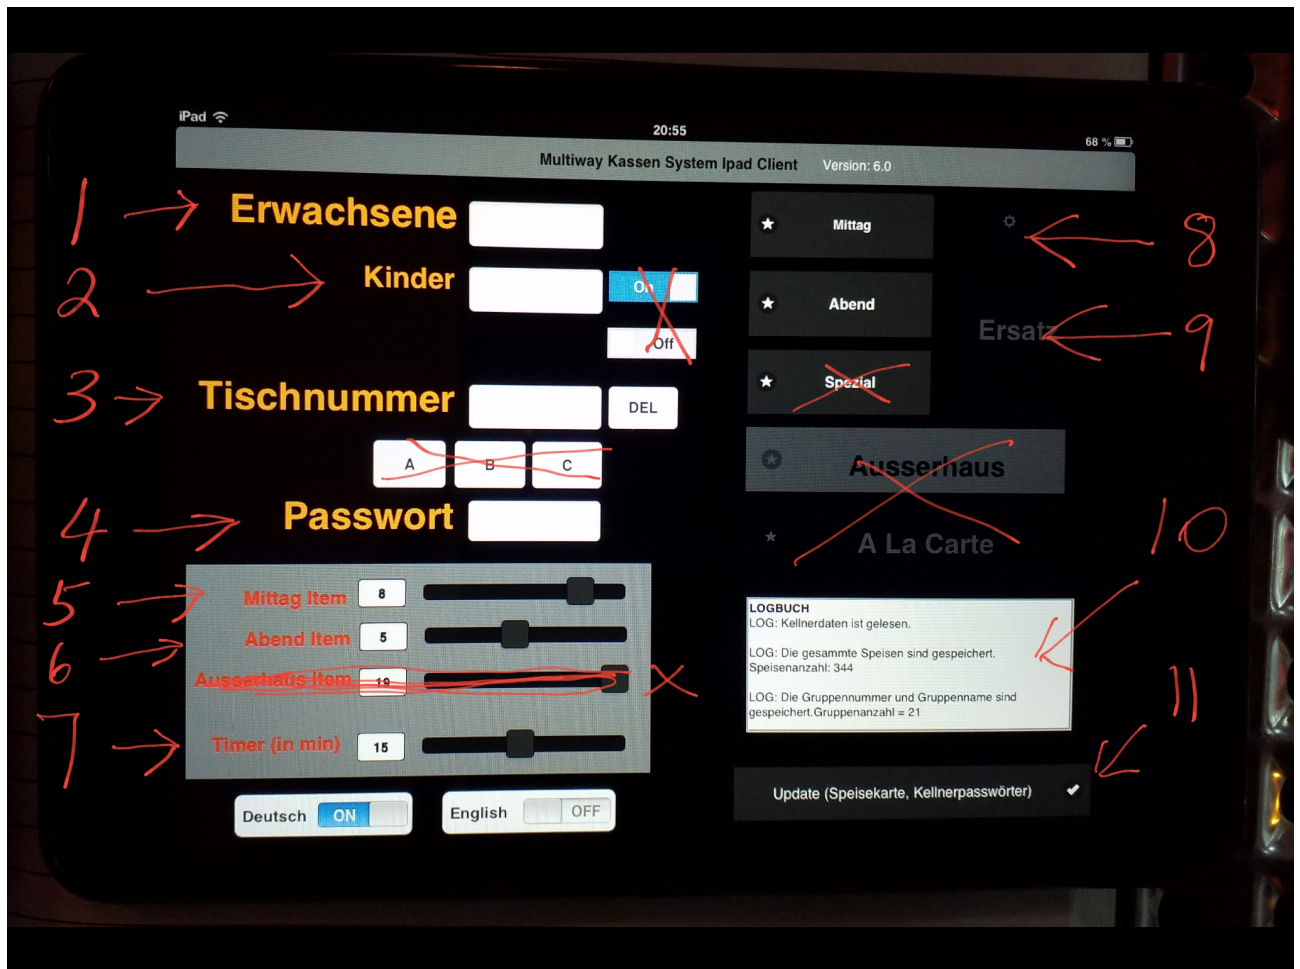 iPad
20:55
68 %
Multiway Kassen System Ipad Client Version: 6.0
1 Erwachsene
2 Kinder On
Off
3 Tischnummer DEL
A B C
4 Passwort
5 Mittag Item 8
6 Abend Item 5
Ausserhaus Item 19
7 Timer (in min) 15
Deutsch ON English OFF
Mittag 8
Abend
Ersatz 9
Spezial
Ausserhaus
A La Carte
10
LOGBUCH
LOG: Kellnerdaten ist gelesen.
LOG: Die gesammte Speisen sind gespeichert.
Speisenanzahl: 344
LOG: Die Gruppennummer und Gruppenname sind
gespeichert.Gruppenanzahl = 21
11
Update (Speisekarte, Kellnerpasswörter)